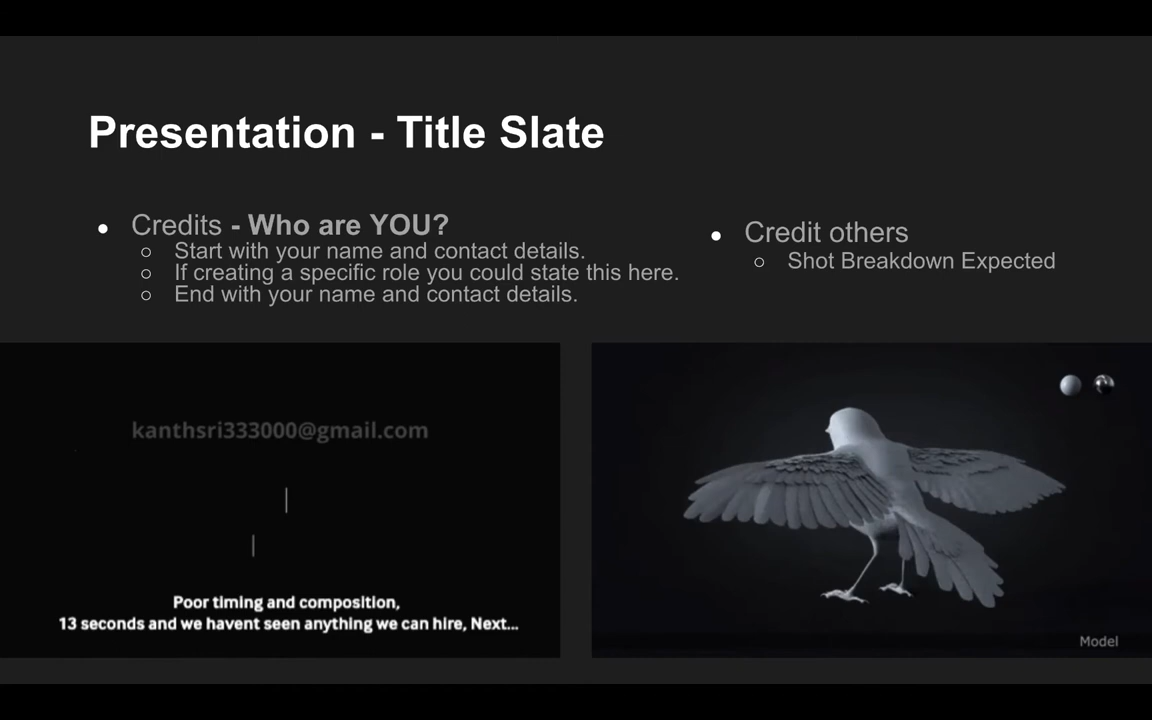 Presentation - Title Slate
Credits - Who are YOU?
Start with your name and contact details.
If creating a specific role you could state this here.
End with your name and contact details.
Credit others
Shot Breakdown Expected
kanthsri333000@gmail.com
Poor timing and composition,
13 seconds and we havent seen anything we can hire, Next...
Model